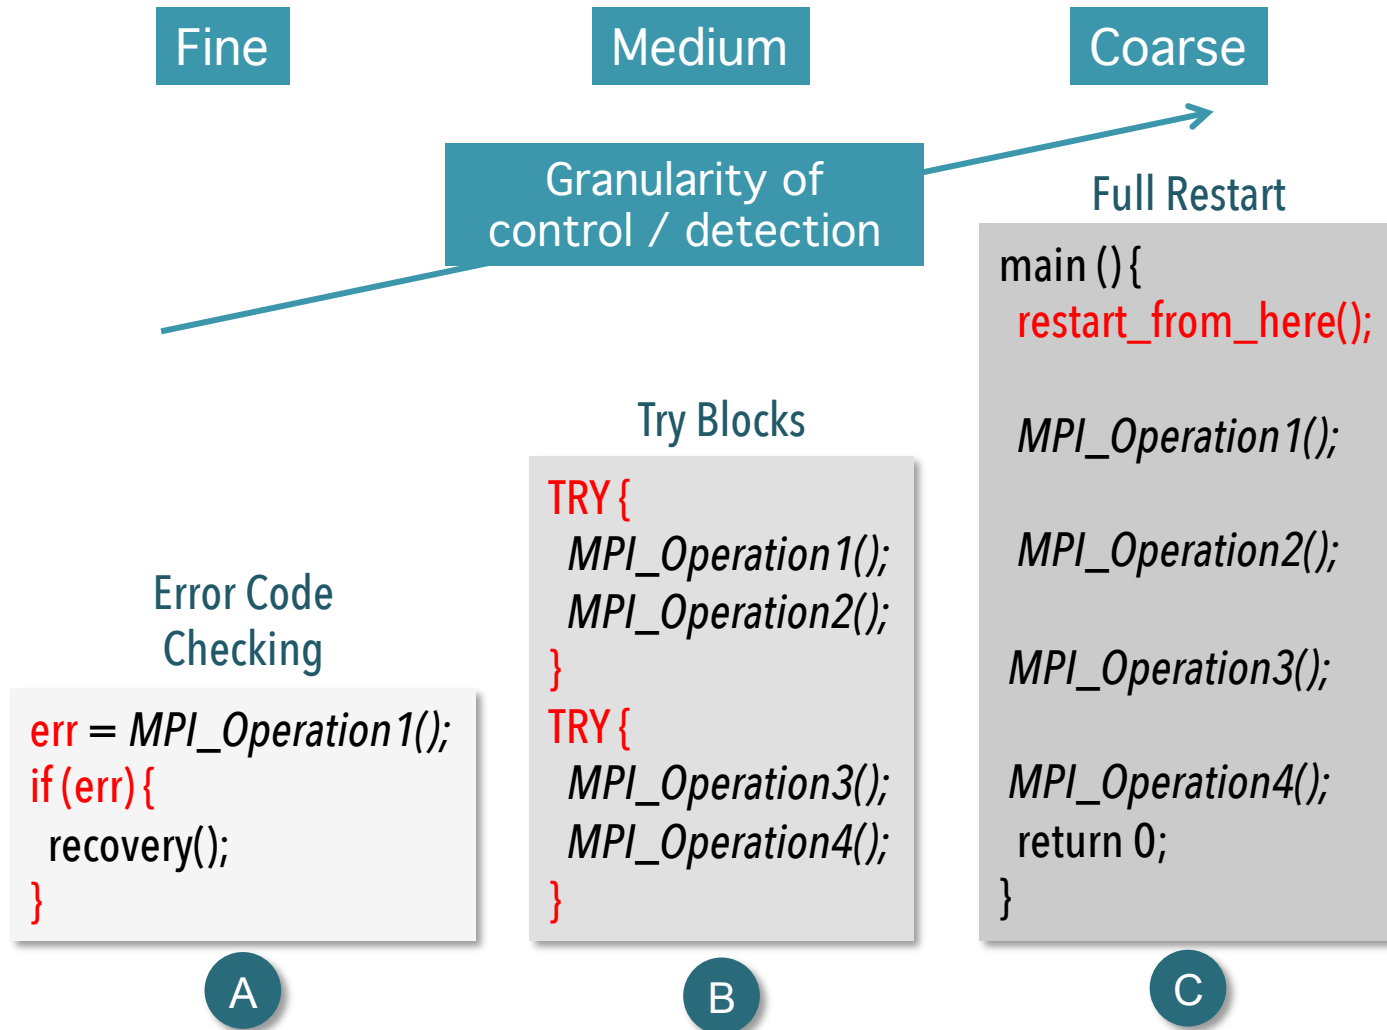 Fine
Medium
Coarse
Granularity of
control / detection
Error Code
Checking
err = MPI_Operation1();
if (err) {
recovery();
}
A
Try Blocks
TRY {
MPI_Operation1();
MPI_Operation2();
}
TRY {
MPI_Operation3();
MPI_Operation4();
}
B
Full Restart
main () {
restart_from_here();
MPI_Operation1();
MPI_Operation2();
MPI_Operation3();
MPI_Operation4();
return 0;
}
C